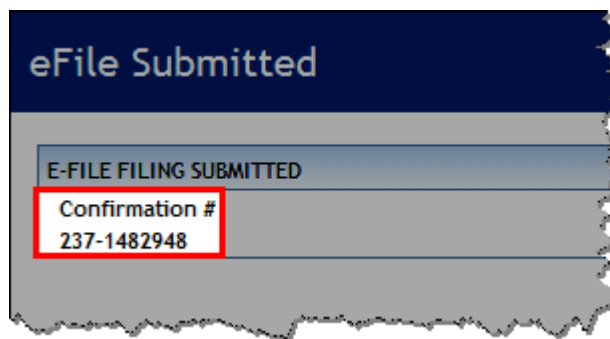 eFile Submitted
E-FILE FILING SUBMITTED
Confirmation #
237-1482948